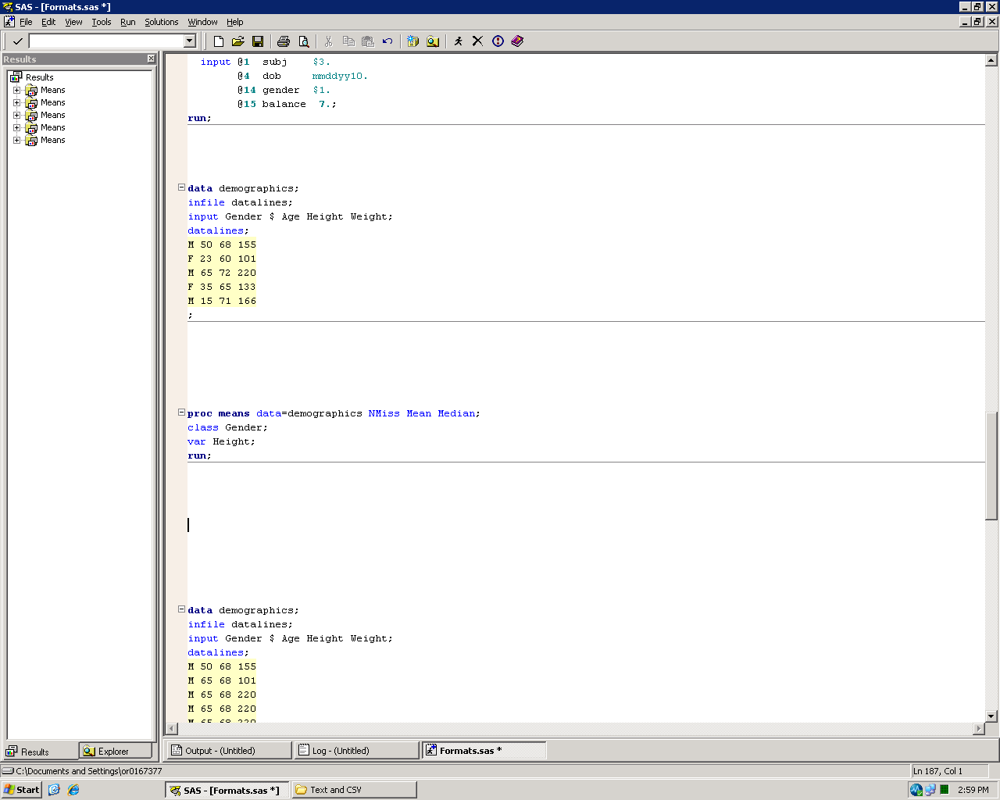 SAS - [Formats.sas *]
File Edit View Tools Run Solutions Window Help
Results
Results
Means
Means
Means
Means
Means
input @1 subj $3.
@4 dob mmddyy10.
@14 gender $1.
@15 balance 7.;
run;
data demographics;
infile datalines;
input Gender $ Age Height Weight;
datalines;
M 50 68 155
F 23 60 101
M 65 72 220
F 35 65 133
M 15 71 166
;
proc means data=demographics NMiss Mean Median;
class Gender;
var Height;
run;
data demographics;
infile datalines;
input Gender $ Age Height Weight;
datalines;
M 50 68 155
M 65 68 101
M 65 68 220
M 65 68 220
M 65 68 220
Results Explorer
Output - (Untitled) Log - (Untitled) Formats.sas *
C:\Documents and Settings\or0167377
Ln 187, Col 1
Start SAS - [Formats.sas *] Text and CSV 2:59 PM